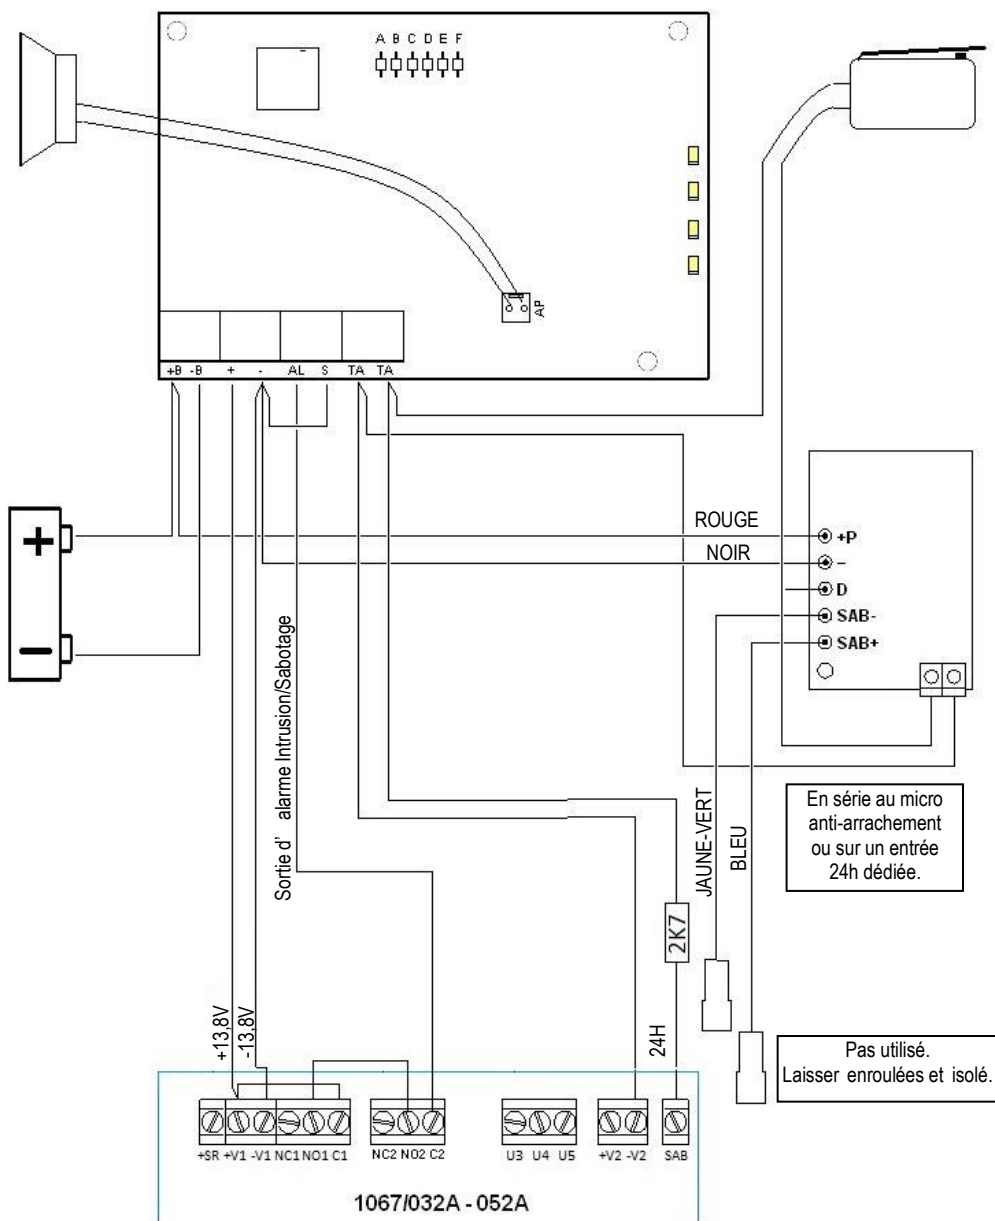 A B C D E F
AP
+B -B + - AL S TA TA
ROUGE
NOIR
+P
–
D
SAB-
SAB+
+
–
Sortie d' alarme Intrusion/Sabotage
JAUNE-VERT
BLEU
En série au micro
anti-arrachement
ou sur un entrée
24h dédiée.
2K7
+13,8V
-13,8V
24H
Pas utilisé.
Laisser enroulées et isolé.
+SR +V1 -V1 NC1 NO1 C1 NC2 NO2 C2 U3 U4 U5 +V2 -V2 SAB
1067/032A - 052A